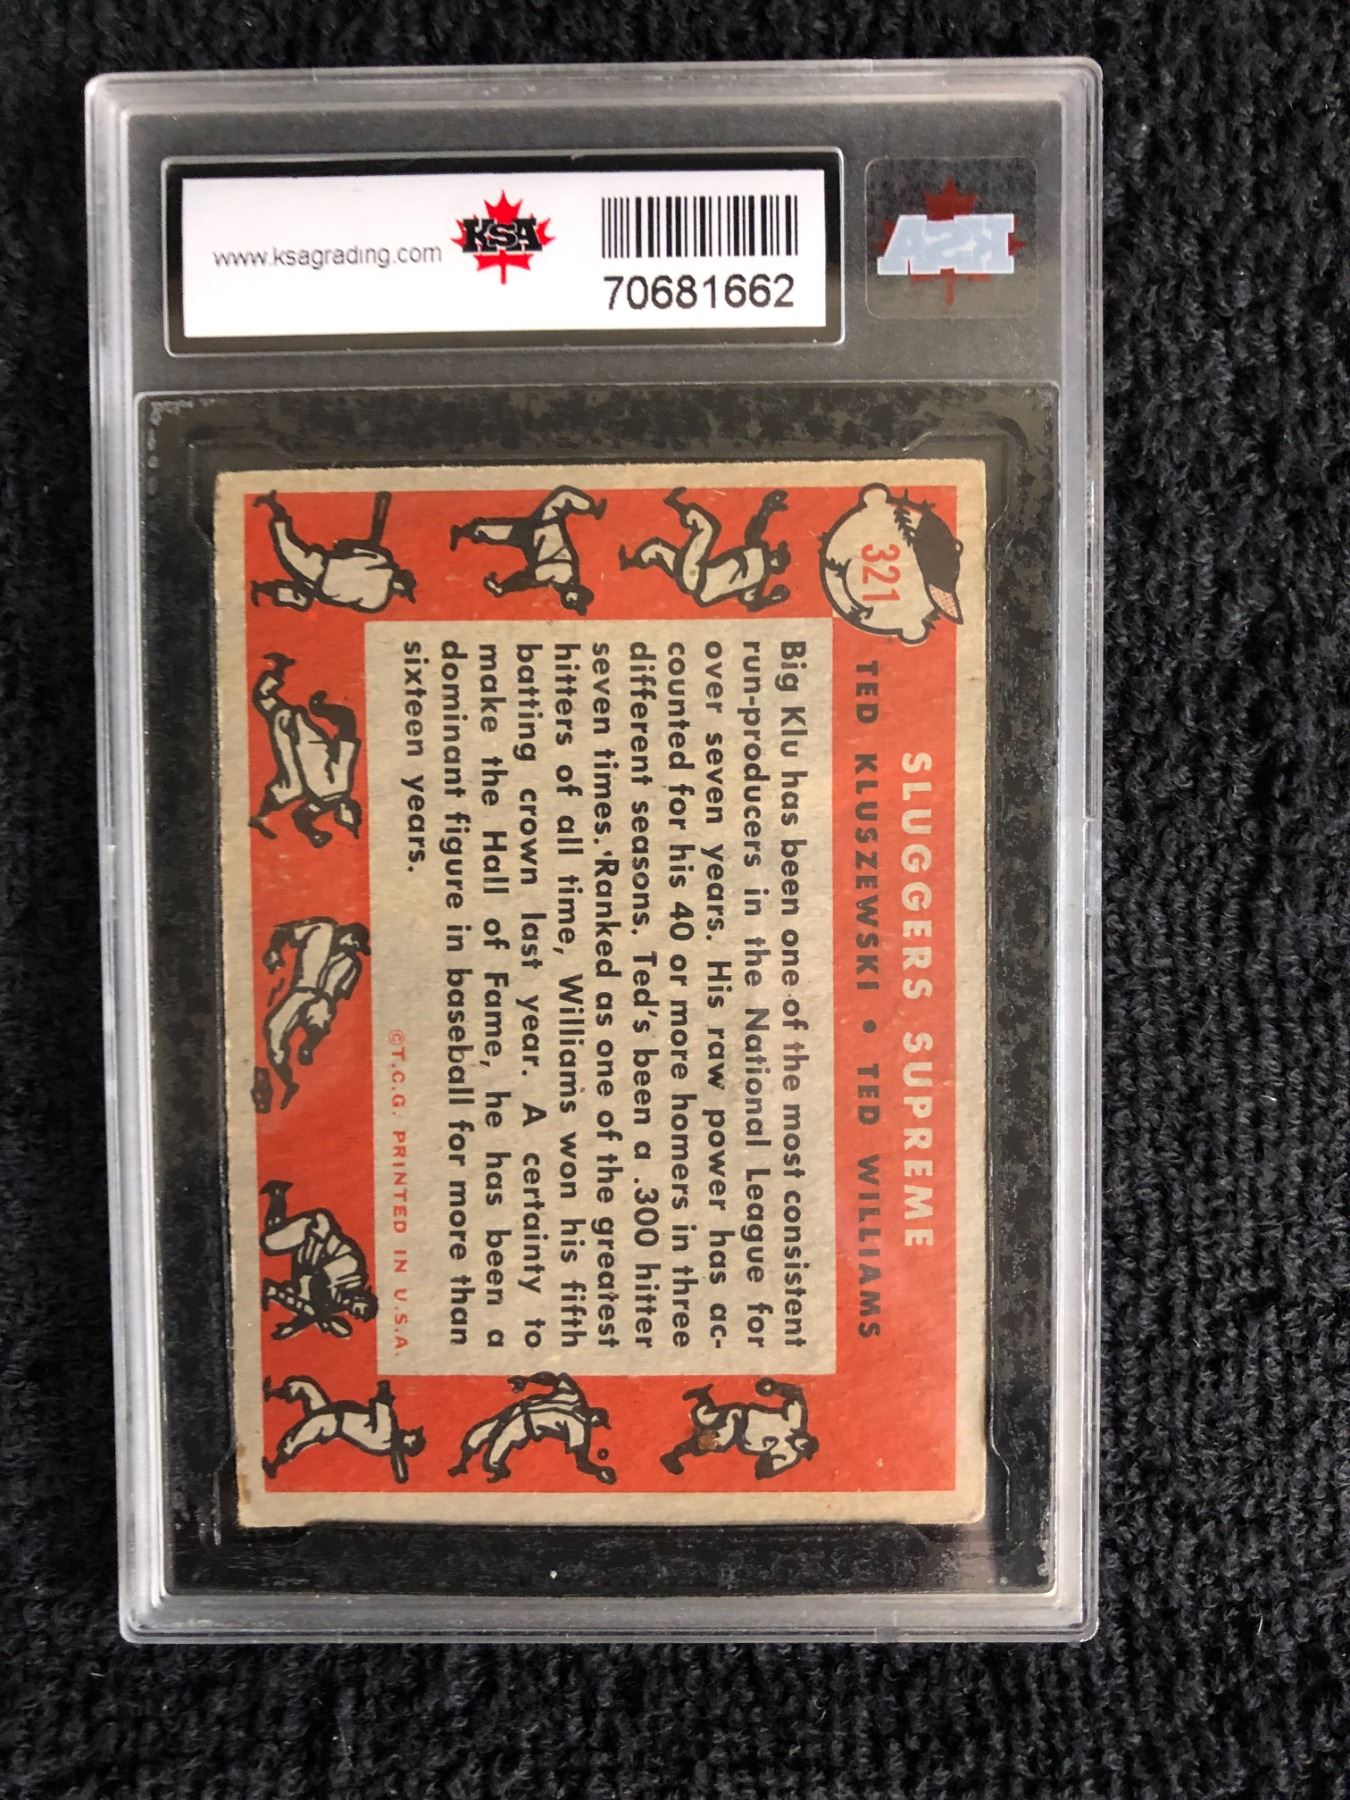 www.ksagrading.com
KSA
70681662
KSA
321
SLUGGERS SUPREME
TED KLUSZEWSKI • TED WILLIAMS
Big Klu has been one of the most consistent
run-producers in the National League for
over seven years. His raw power has ac-
counted for his 40 or more homers in three
different seasons. Ted's been a .300 hitter
seven times. Ranked as one of the greatest
hitters of all time, Williams won his fifth
batting crown last year. A certainty to
make the Hall of Fame, he has been a
dominant figure in baseball for more than
sixteen years.
©T.C.G. PRINTED IN U.S.A.